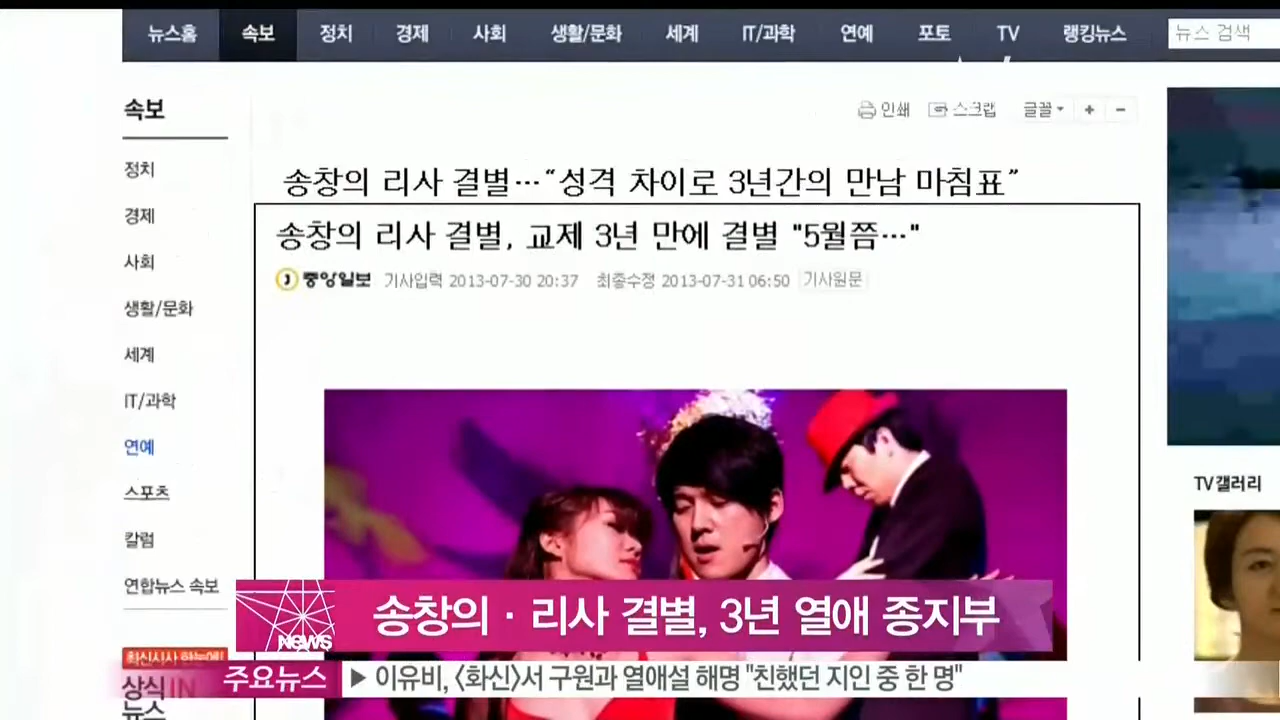 뉴스홈 속보 정치 경제 사회 생활/문화 세계 IT/과학 연예 포토 TV 랭킹뉴스 뉴스 검색
속보
인쇄 스크랩 글꼴 + -
정치
경제
사회
생활/문화
세계
IT/과학
연예
스포츠
칼럼
연합뉴스 속보
송창의 리사 결별…“성격 차이로 3년간의 만남 마침표”
송창의 리사 결별, 교제 3년 만에 결별 "5월쯤…"
중앙일보 기사입력 2013-07-30 20:37 최종수정 2013-07-31 06:50 기사원문
TV갤러리
NEWS 송창의 · 리사 결별, 3년 열애 종지부
상식IN
뉴스
주요뉴스 ▶ 이유비, <화신>서 구원과 열애설 해명 "친했던 지인 중 한 명"